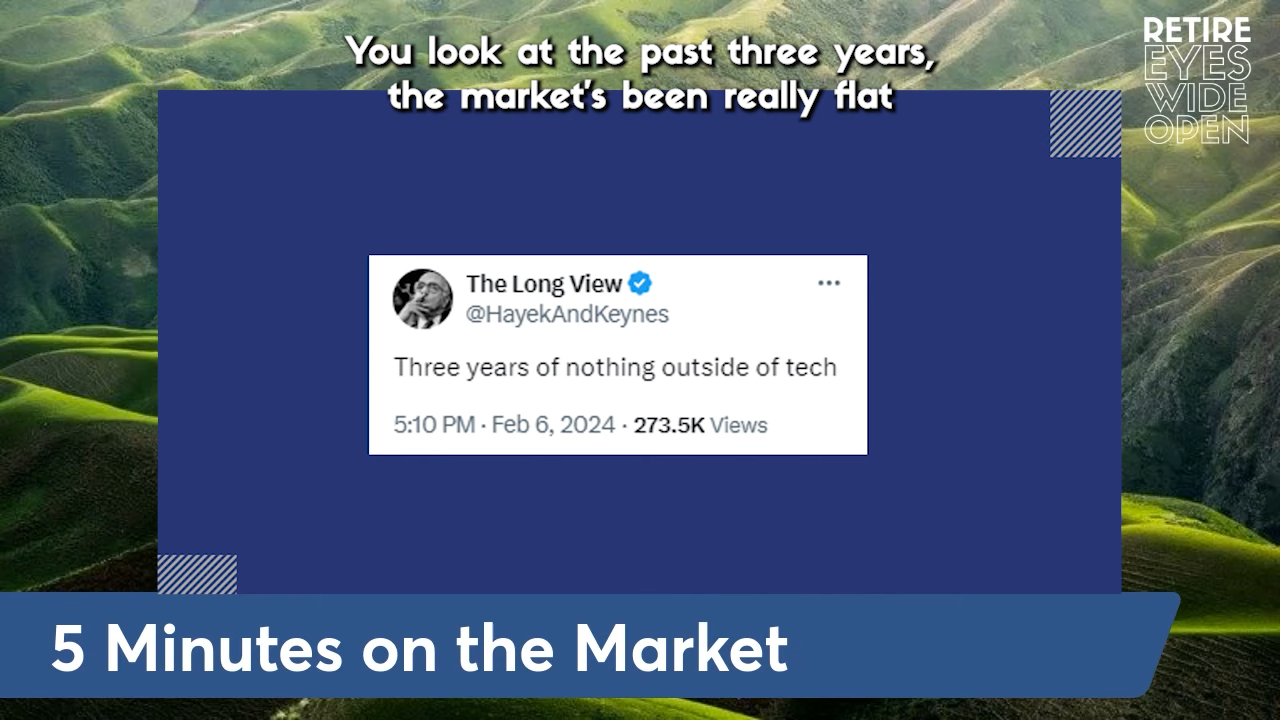 You look at the past three years,
the market's been really flat
RETIRE
EYES
WIDE
OPEN
The Long View
@HayekAndKeynes
Three years of nothing outside of tech
5:10 PM · Feb 6, 2024 · 273.5K Views
5 Minutes on the Market